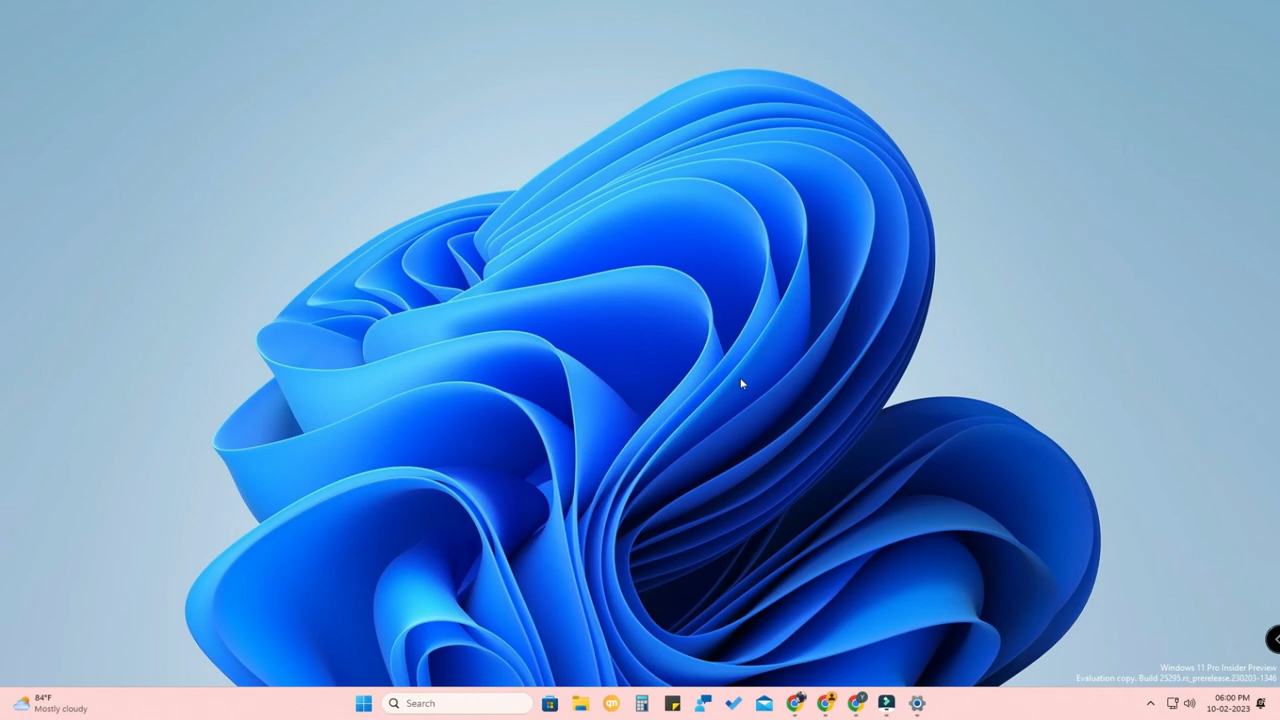 Windows 11 Pro Insider Preview
Evaluation copy. Build 25295.rs_prerelease.230203-1346
84°F
Mostly cloudy
Search
qm
06:00 PM
10-02-2023